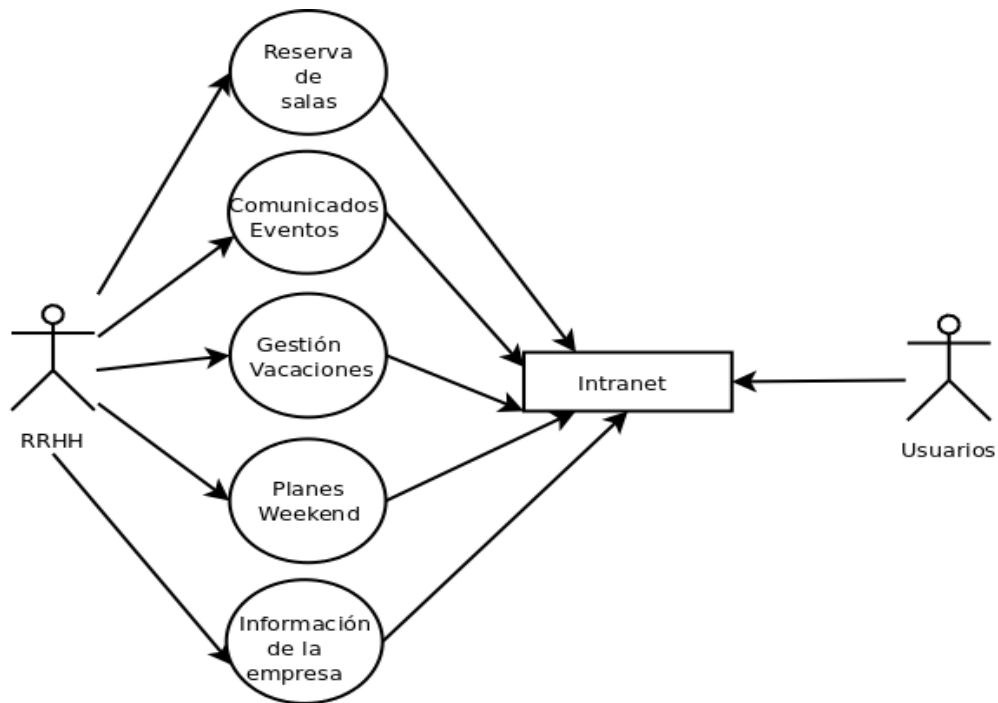 Reserva
de
salas
Comunicados
Eventos
Gestión
Vacaciones
Intranet
RRHH
Usuarios
Planes
Weekend
Información
de la
empresa